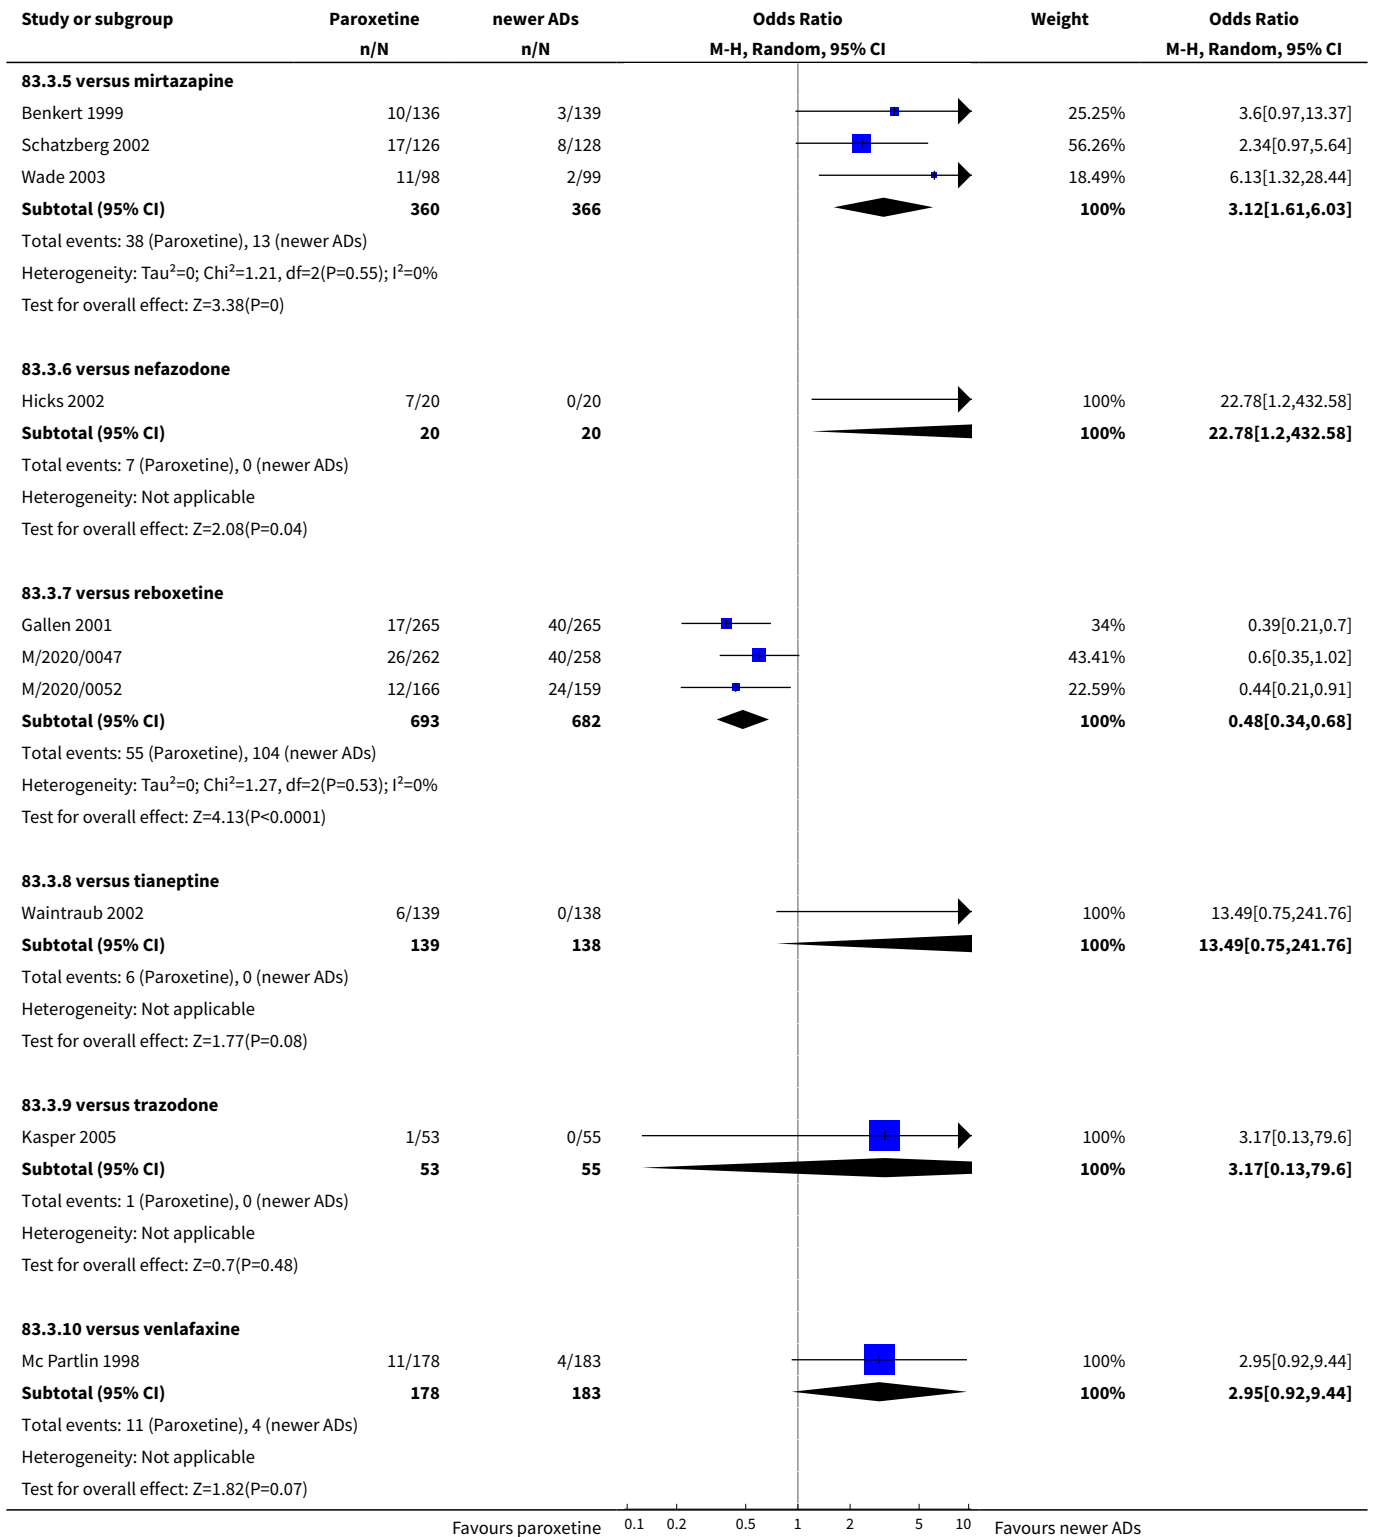 Study or subgroup Paroxetine newer ADs Odds Ratio Weight Odds Ratio
n/N n/N M-H, Random, 95% CI M-H, Random, 95% CI
83.3.5 versus mirtazapine
Benkert 1999 10/136 3/139 25.25% 3.6[0.97,13.37]
Schatzberg 2002 17/126 8/128 56.26% 2.34[0.97,5.64]
Wade 2003 11/98 2/99 18.49% 6.13[1.32,28.44]
Subtotal (95% CI) 360 366 100% 3.12[1.61,6.03]
Total events: 38 (Paroxetine), 13 (newer ADs)
Heterogeneity: Tau²=0; Chi²=1.21, df=2(P=0.55); I²=0%
Test for overall effect: Z=3.38(P=0)
83.3.6 versus nefazodone
Hicks 2002 7/20 0/20 100% 22.78[1.2,432.58]
Subtotal (95% CI) 20 20 100% 22.78[1.2,432.58]
Total events: 7 (Paroxetine), 0 (newer ADs)
Heterogeneity: Not applicable
Test for overall effect: Z=2.08(P=0.04)
83.3.7 versus reboxetine
Gallen 2001 17/265 40/265 34% 0.39[0.21,0.7]
M/2020/0047 26/262 40/258 43.41% 0.6[0.35,1.02]
M/2020/0052 12/166 24/159 22.59% 0.44[0.21,0.91]
Subtotal (95% CI) 693 682 100% 0.48[0.34,0.68]
Total events: 55 (Paroxetine), 104 (newer ADs)
Heterogeneity: Tau²=0; Chi²=1.27, df=2(P=0.53); I²=0%
Test for overall effect: Z=4.13(P<0.0001)
83.3.8 versus tianeptine
Waintraub 2002 6/139 0/138 100% 13.49[0.75,241.76]
Subtotal (95% CI) 139 138 100% 13.49[0.75,241.76]
Total events: 6 (Paroxetine), 0 (newer ADs)
Heterogeneity: Not applicable
Test for overall effect: Z=1.77(P=0.08)
83.3.9 versus trazodone
Kasper 2005 1/53 0/55 100% 3.17[0.13,79.6]
Subtotal (95% CI) 53 55 100% 3.17[0.13,79.6]
Total events: 1 (Paroxetine), 0 (newer ADs)
Heterogeneity: Not applicable
Test for overall effect: Z=0.7(P=0.48)
83.3.10 versus venlafaxine
Mc Partlin 1998 11/178 4/183 100% 2.95[0.92,9.44]
Subtotal (95% CI) 178 183 100% 2.95[0.92,9.44]
Total events: 11 (Paroxetine), 4 (newer ADs)
Heterogeneity: Not applicable
Test for overall effect: Z=1.82(P=0.07)
Favours paroxetine 0.1 0.2 0.5 1 2 5 10 Favours newer ADs